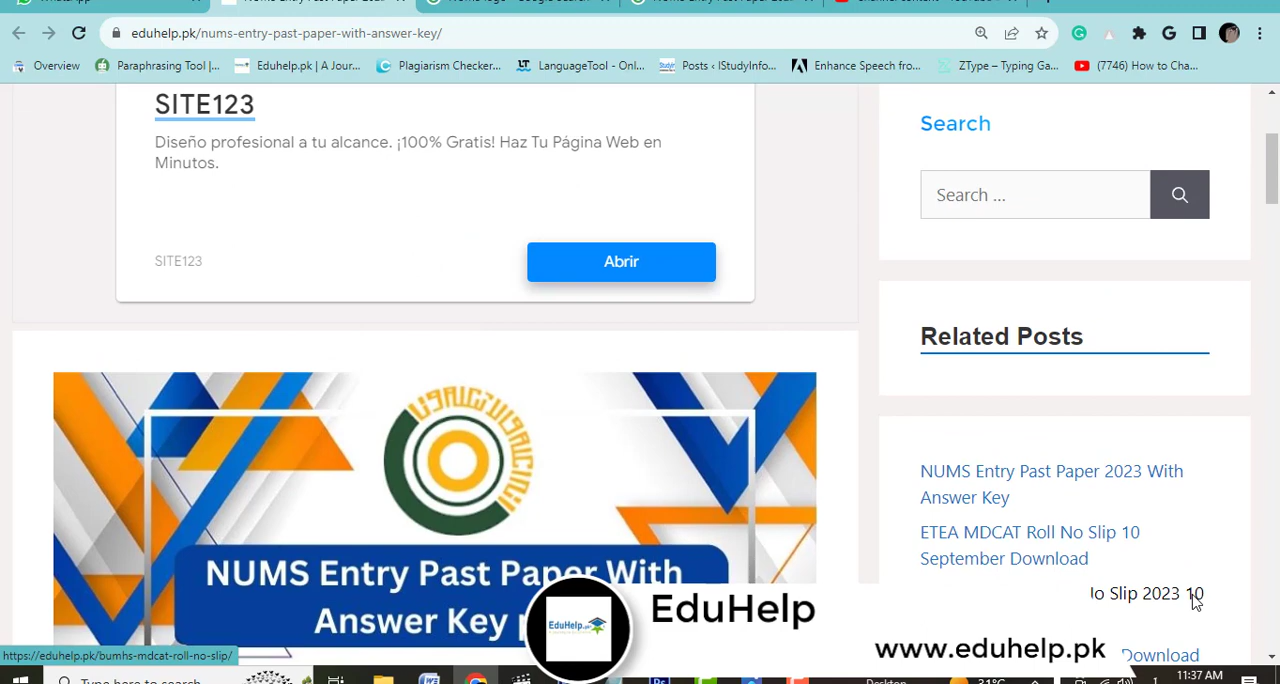 eduhelp.pk/nums-entry-past-paper-with-answer-key/
Overview
Paraphrasing Tool |...
Eduhelp.pk | A Jour...
Plagiarism Checker...
LanguageTool - Onl...
Posts ‹ IStudyInfo...
Enhance Speech from...
ZType – Typing Ga...
(7746) How to Cha...
SITE123
Diseño profesional a tu alcance. ¡100% Gratis! Haz Tu Página Web en
Minutos.
SITE123
Abrir
Search
Search ...
Related Posts
NUMS Entry Past Paper 2023 With
Answer Key
ETEA MDCAT Roll No Slip 10
September Download
lo Slip 2023 10
Download
NUMS Entry Past Paper With
Answer Key
EduHelp.pk
EduHelp
www.eduhelp.pk
https://eduhelp.pk/bumhs-mdcat-roll-no-slip/
Type here to search
Desktop
31°C
11:37 AM